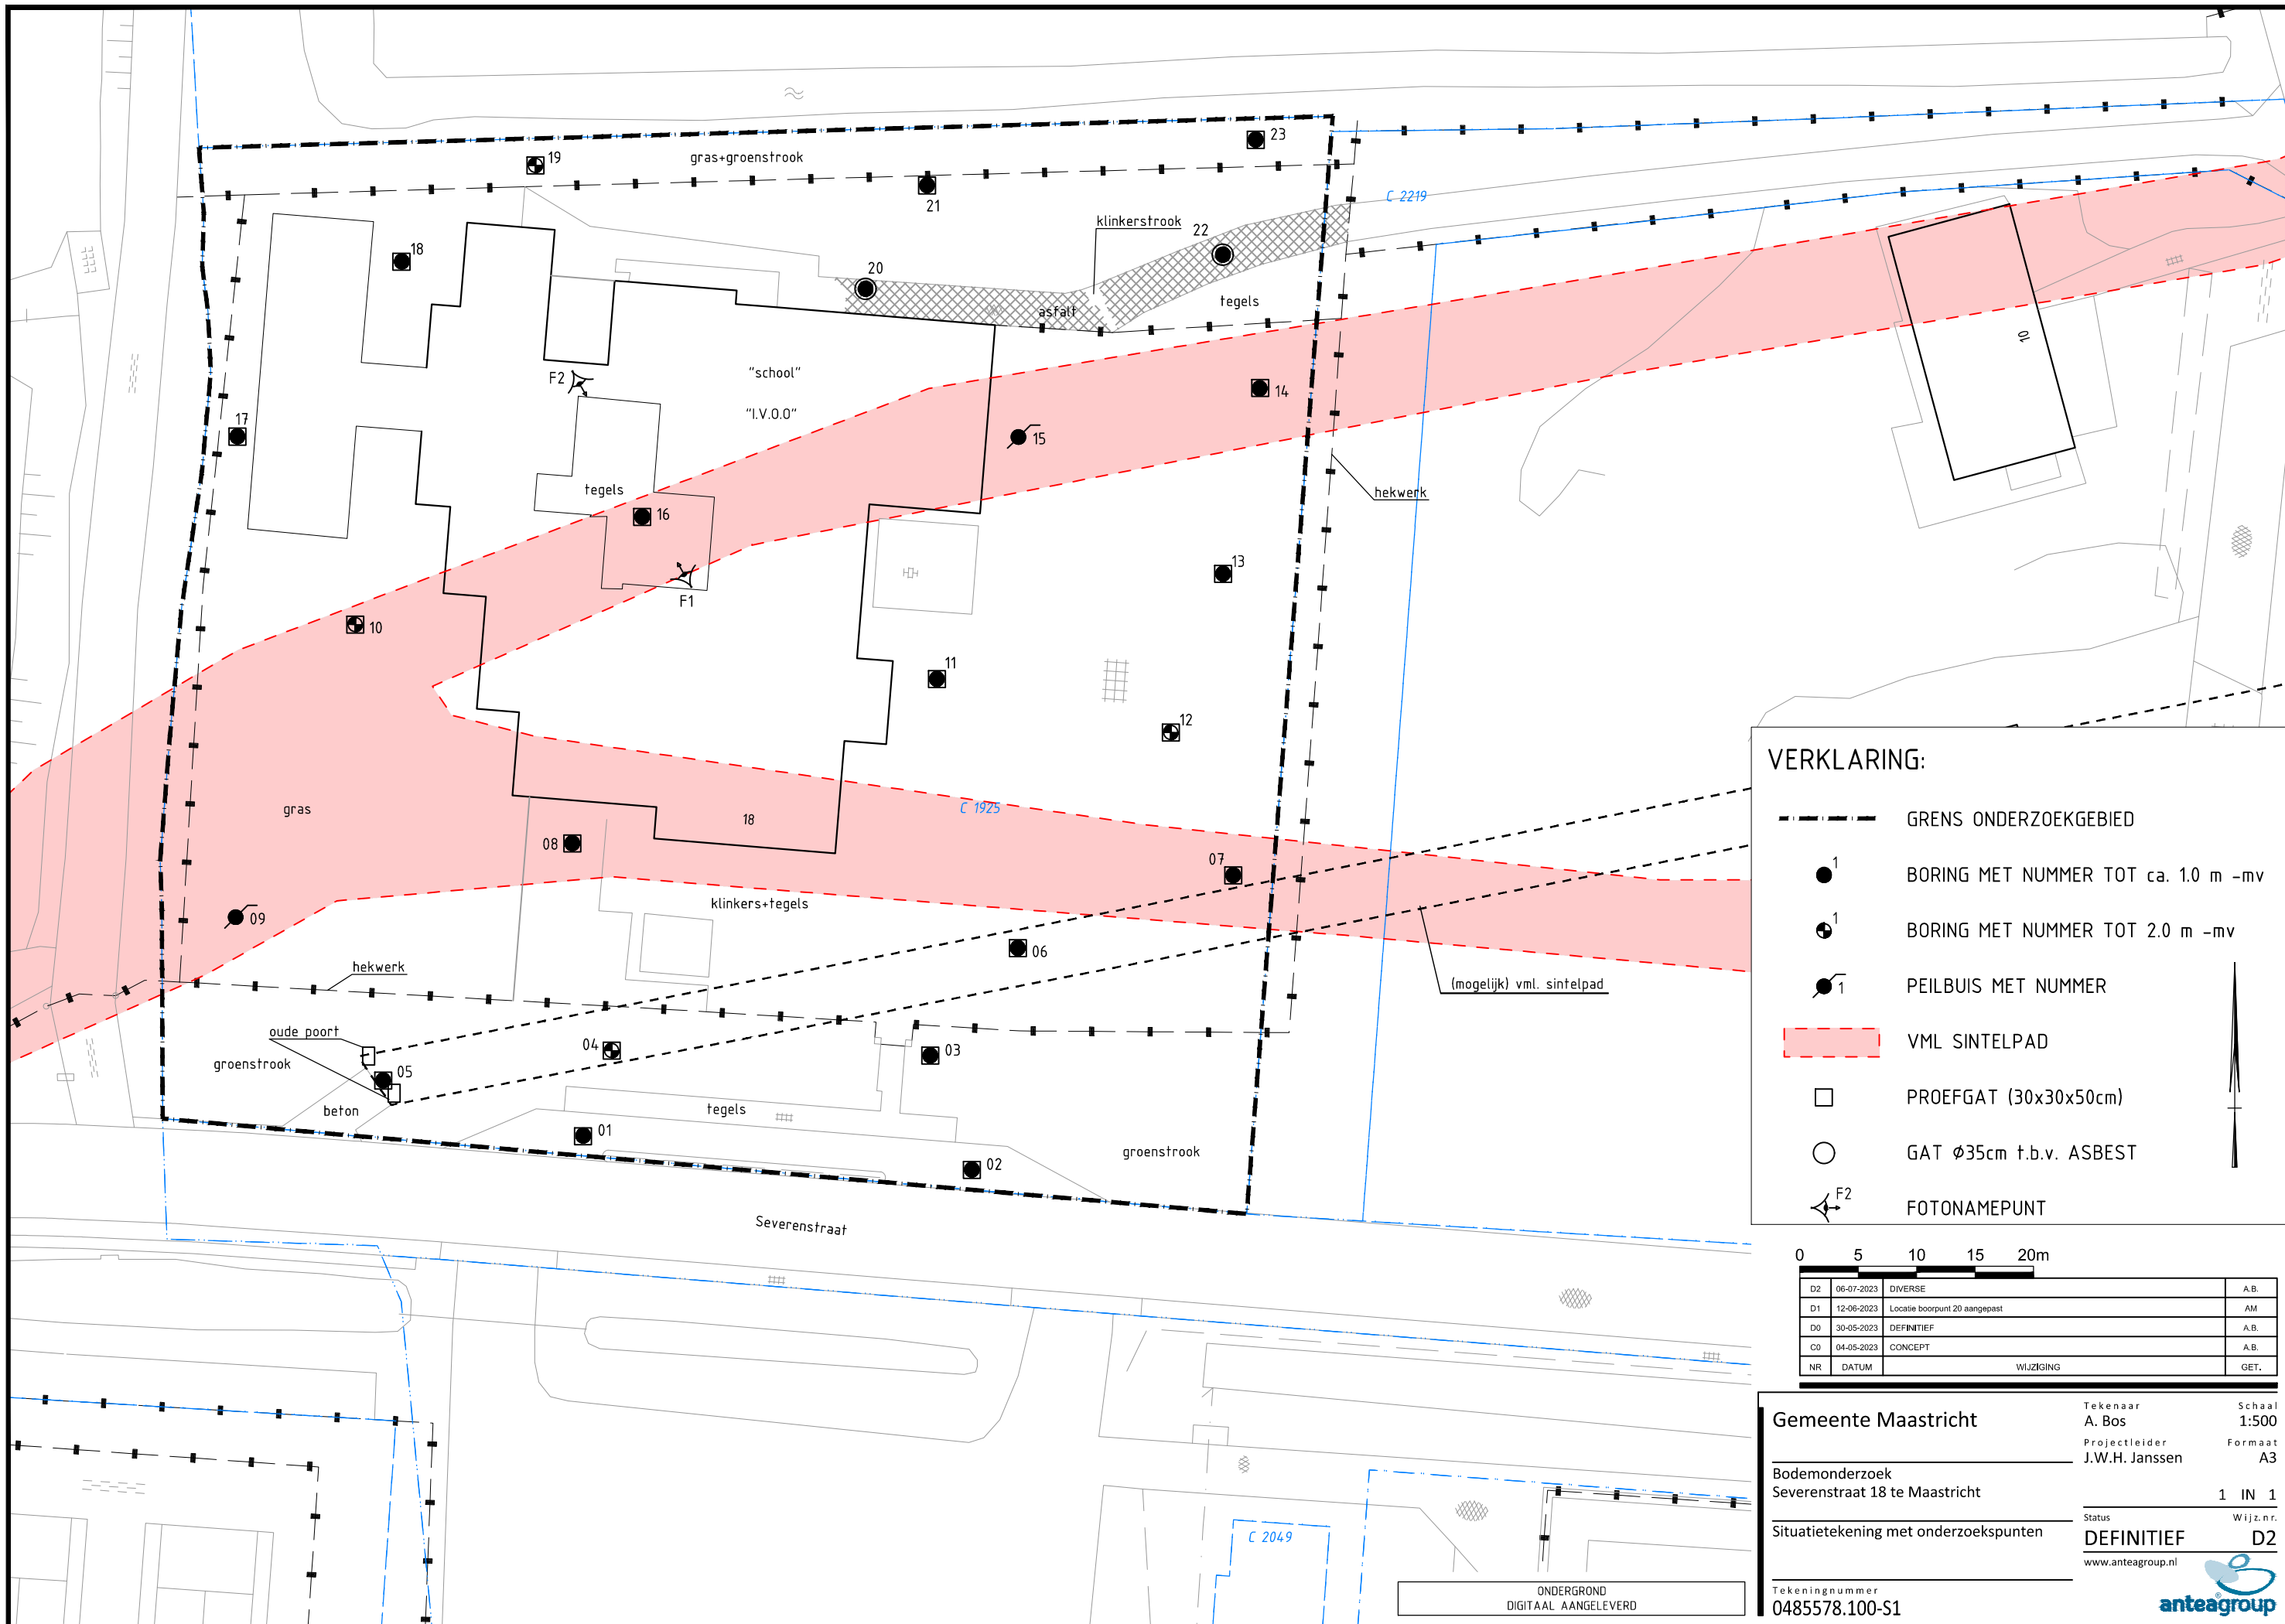 23
19
gras+groenstrook
21
C 2219
klinkerstrook
22
18
20
tegels
asfalt
10
F2
"school"
14
"I.V.O.O"
17
15
tegels
hekwerk
16
13
F1
10
11
12
C 1925
gras
18
08
07
klinkers+tegels
09
06
hekwerk
(mogelijk) vml. sintelpad
oude poort
04
03
groenstrook
05
beton
tegels
01
groenstrook
02
Severenstraat
C 2049
VERKLARING:
GRENS ONDERZOEKGEBIED
1 BORING MET NUMMER TOT ca. 1.0 m -mv
1 BORING MET NUMMER TOT 2.0 m -mv
1 PEILBUIS MET NUMMER
VML SINTELPAD
PROEFGAT (30x30x50cm)
GAT Ø35cm t.b.v. ASBEST
F2 FOTONAMEPUNT
0 5 10 15 20m
D2 06-07-2023 DIVERSE A.B.
D1 12-06-2023 Locatie boorpunt 20 aangepast AM
D0 30-05-2023 DEFINITIEF A.B.
C0 04-05-2023 CONCEPT A.B.
NR DATUM WIJZIGING GET.
Gemeente Maastricht
Tekenaar Schaal
A. Bos 1:500
Projectleider Formaat
J.W.H. Janssen A3
Bodemonderzoek
Severenstraat 18 te Maastricht
1 IN 1
Situatietekening met onderzoekspunten
Status Wijz.nr.
DEFINITIEF D2
www.anteagroup.nl
Tekeningnummer
0485578.100-S1
anteagroup
ONDERGROND
DIGITAAL AANGELEVERD